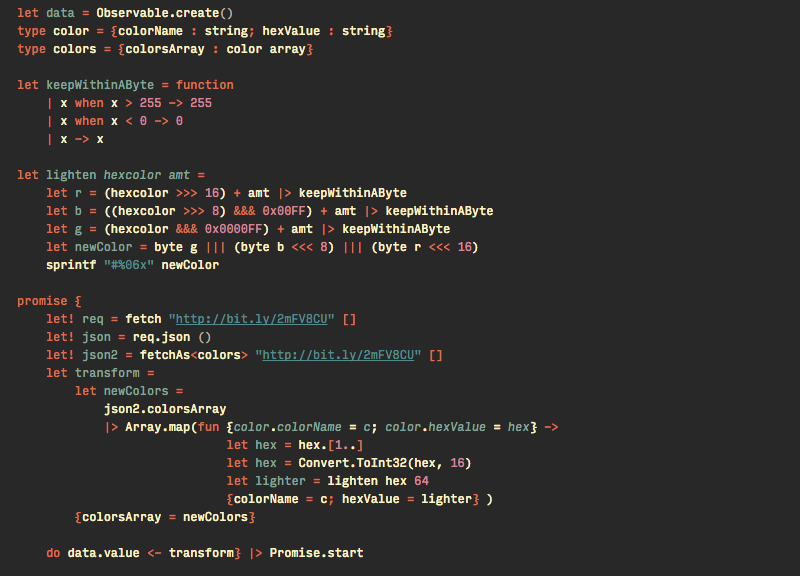 let data = Observable.create()
type color = {colorName : string; hexValue : string}
type colors = {colorsArray : color array}

let keepWithinAByte = function
    | x when x > 255 -> 255
    | x when x < 0 -> 0
    | x -> x

let lighten hexcolor amt =
    let r = (hexcolor >>> 16) + amt |> keepWithinAByte
    let b = ((hexcolor >>> 8) &&& 0x00FF) + amt |> keepWithinAByte
    let g = (hexcolor &&& 0x0000FF) + amt |> keepWithinAByte
    let newColor = byte g ||| (byte b <<< 8) ||| (byte r <<< 16)
    sprintf "#%06x" newColor

promise {
    let! req = fetch "http://bit.ly/2mFV8CU" []
    let! json = req.json ()
    let! json2 = fetchAs<colors> "http://bit.ly/2mFV8CU" []
    let transform =
        let newColors =
            json2.colorsArray
            |> Array.map(fun {color.colorName = c; color.hexValue = hex} ->
                             let hex = hex.[1..]
                             let hex = Convert.ToInt32(hex, 16)
                             let lighter = lighten hex 64
                             {colorName = c; hexValue = lighter} )
        {colorsArray = newColors}

    do data.value <- transform} |> Promise.start